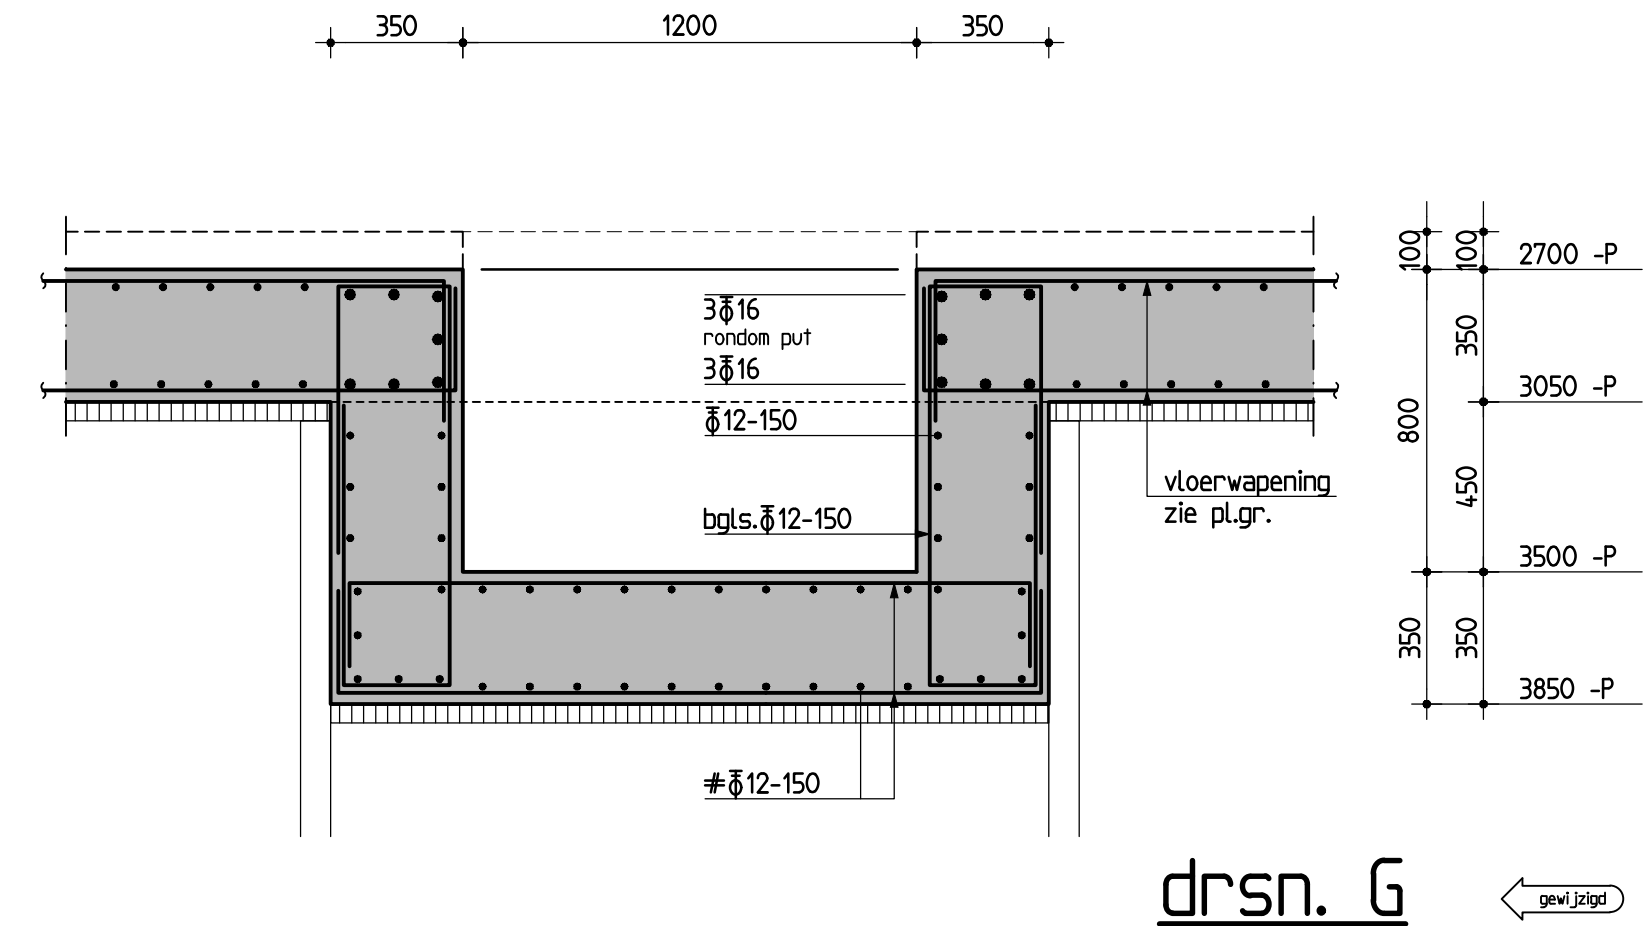 350 1200 350
100 100 2700 -P
3⌀16
rondom put
350
3⌀16
3050 -P
⌀12-150
800
vloerwapening
450
zie pl.gr.
bgls.⌀12-150
3500 -P
350 350
3850 -P
#⌀12-150
drsn. G
gewijzigd